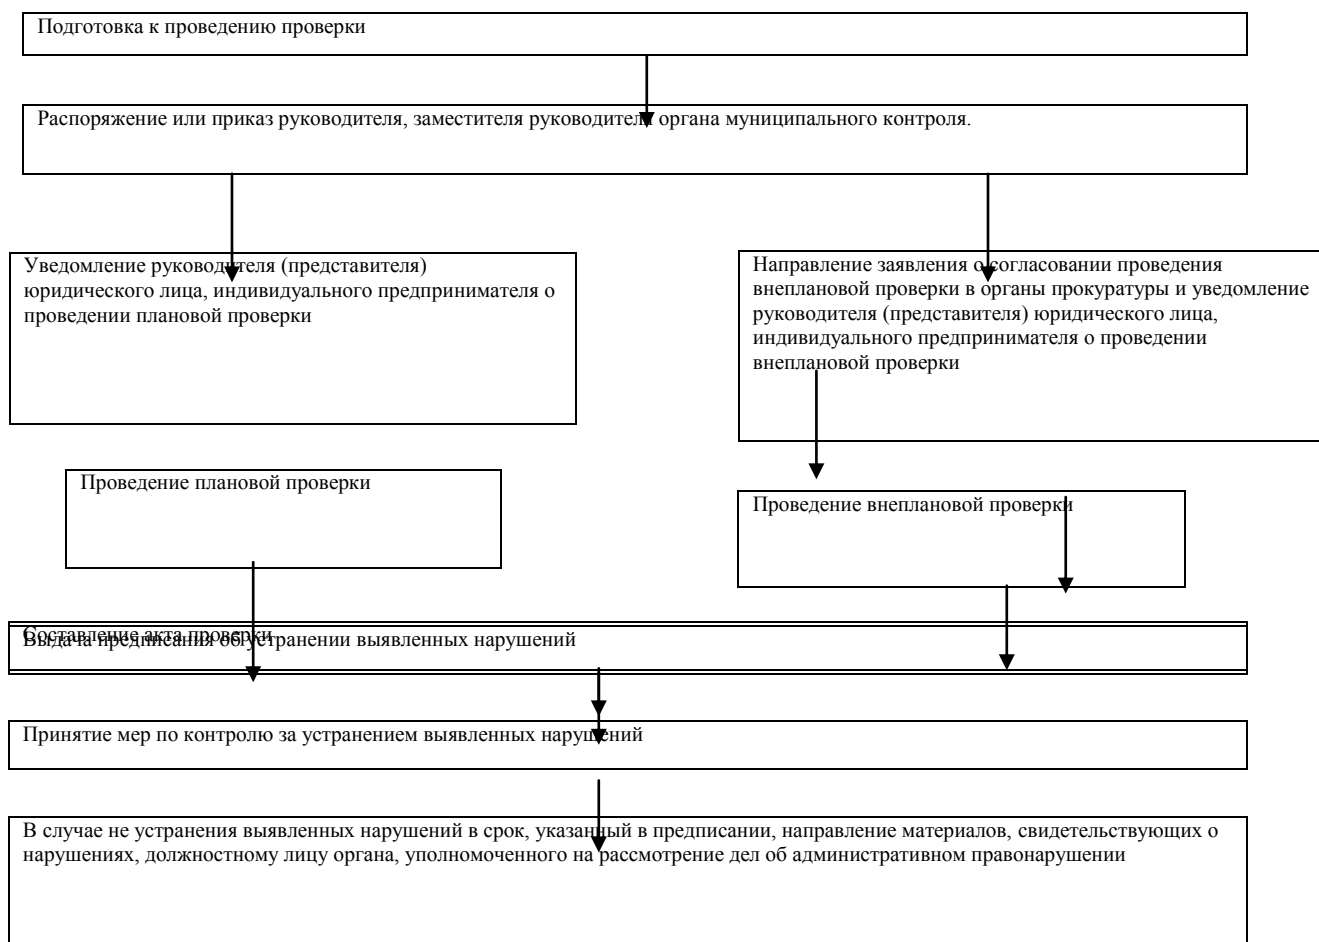 Подготовка к проведению проверки
Распоряжение или приказ руководителя, заместителя руководителя органа муниципального контроля.
Уведомление руководителя (представителя)
юридического лица, индивидуального предпринимателя о
проведении плановой проверки
Направление заявления о согласовании проведения
внеплановой проверки в органы прокуратуры и уведомление
руководителя (представителя) юридического лица,
индивидуального предпринимателя о проведении
внеплановой проверки
Проведение плановой проверки
Проведение внеплановой проверки
Составление акта проверки
Выдача предписания об устранении выявленных нарушений
Принятие мер по контролю за устранением выявленных нарушений
В случае не устранения выявленных нарушений в срок, указанный в предписании, направление материалов, свидетельствующих о
нарушениях, должностному лицу органа, уполномоченного на рассмотрение дел об административном правонарушении